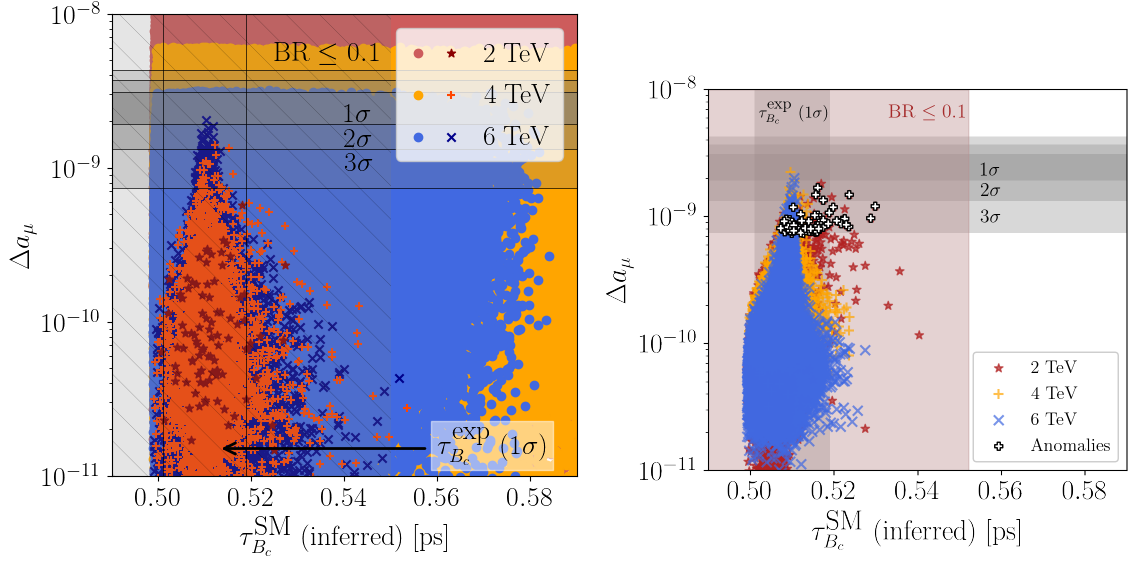 10⁻⁸
BR ≤ 0.1
2 TeV
4 TeV
6 TeV
1σ
2σ
3σ
10⁻⁹
Δa_μ
10⁻¹⁰
τ_{B_c}^{exp} (1σ)
10⁻¹¹
0.50 0.52 0.54 0.56 0.58
τ_{B_c}^{SM} (inferred) [ps]
10⁻⁸
τ_{B_c}^{exp} (1σ)
BR ≤ 0.1
1σ
2σ
3σ
10⁻⁹
Δa_μ
10⁻¹⁰
2 TeV
4 TeV
6 TeV
Anomalies
10⁻¹¹
0.50 0.52 0.54 0.56 0.58
τ_{B_c}^{SM} (inferred) [ps]